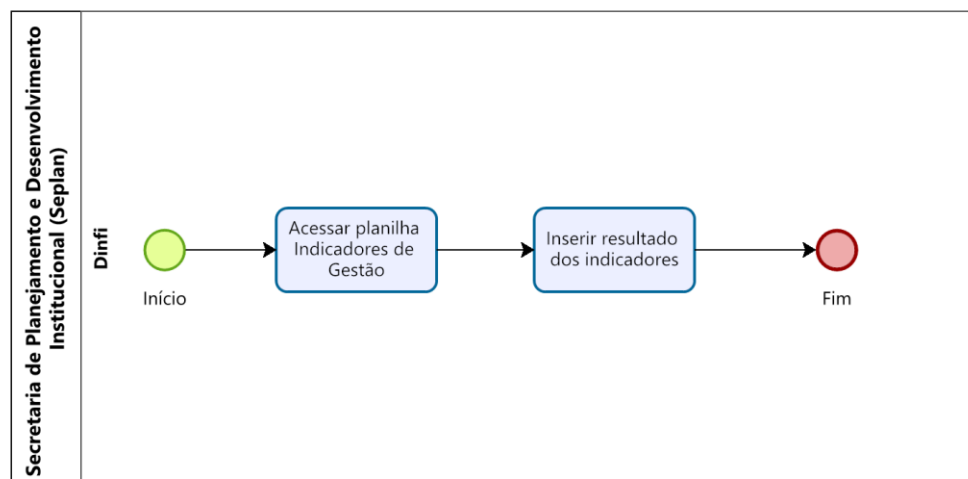 Secretaria de Planejamento e Desenvolvimento
Institucional (Seplan)
Dinfi
Início
Acessar planilha
Indicadores de
Gestão
Inserir resultado
dos indicadores
Fim